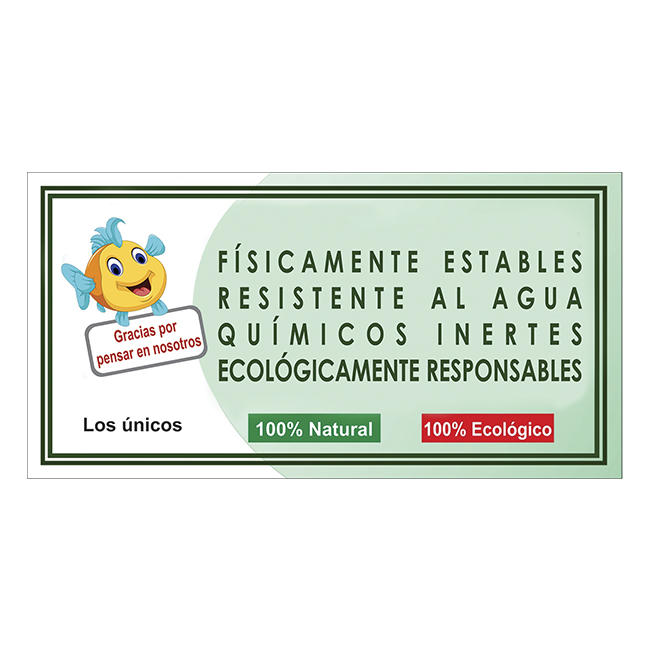 FÍSICAMENTE ESTABLES
RESISTENTE AL AGUA
QUÍMICOS INERTES
ECOLÓGICAMENTE RESPONSABLES
Gracias por
pensar en nosotros
Los únicos
100% Natural
100% Ecológico